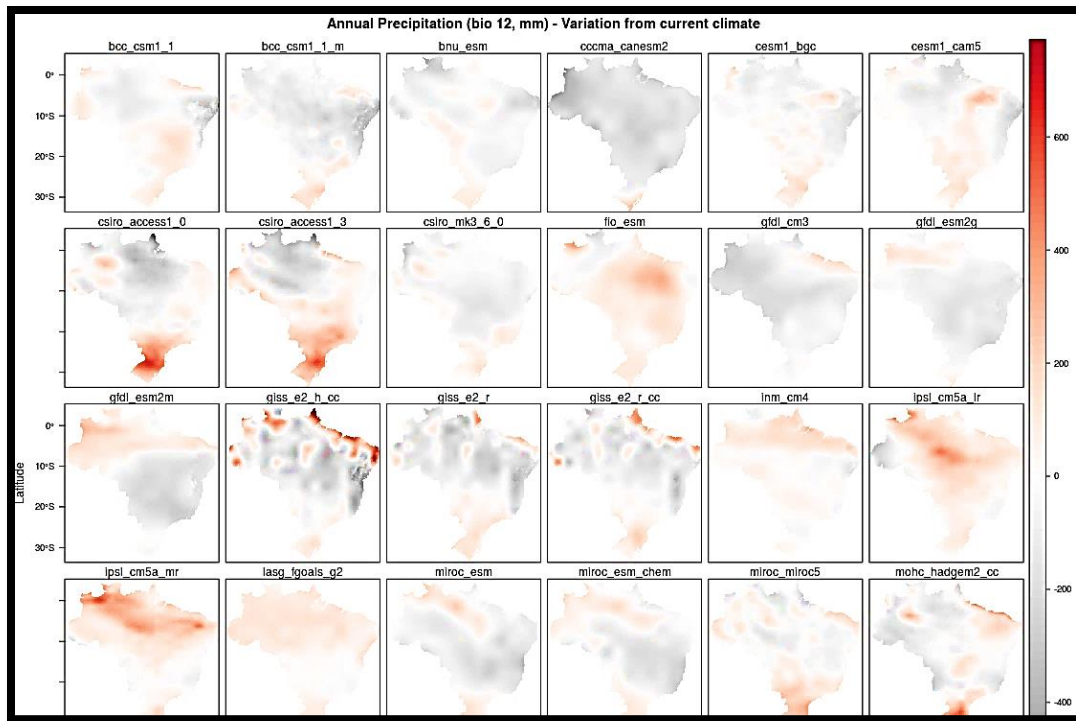 Annual Precipitation (bio 12, mm) - Variation from current climate
bcc_csm1_1 bcc_csm1_1_m bnu_esm cccma_canesm2 cesm1_bgc cesm1_cam5
0°
10°S
20°S
30°S
600
csiro_access1_0 csiro_access1_3 csiro_mk3_6_0 fio_esm gfdl_cm3 gfdl_esm2g
400
200
gfdl_esm2m giss_e2_h_cc giss_e2_r giss_e2_r_cc inm_cm4 ipsl_cm5a_lr
0°
10°S
20°S
30°S
Latitude
0
ipsl_cm5a_mr lasg_fgoals_g2 miroc_esm miroc_esm_chem miroc_miroc5 mohc_hadgem2_cc
-200
-400